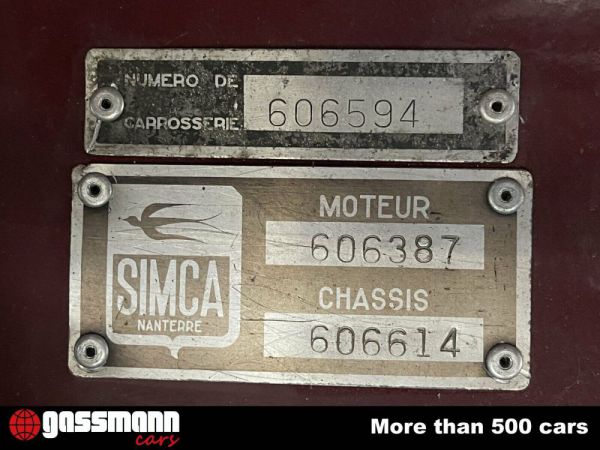 NUMERO DE
CARROSSERIE 606594
MOTEUR
606387
SIMCA
NANTERRE
CHASSIS
606614
gassmann
cars
More than 500 cars